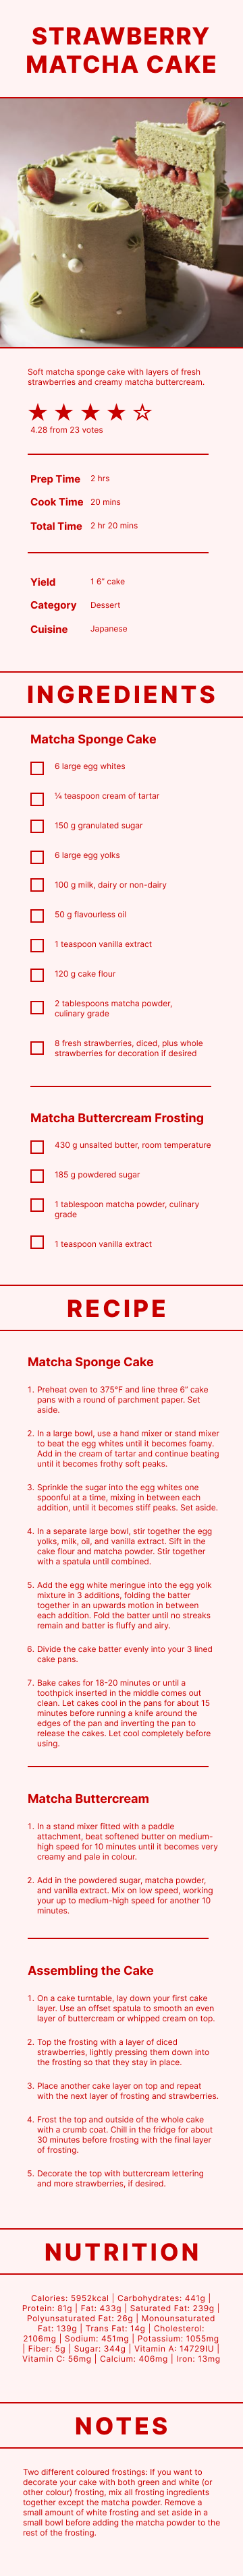 STRAWBERRY
MATCHA CAKE
Soft matcha sponge cake with layers of fresh
strawberries and creamy matcha buttercream.
4.28 from 23 votes
Prep Time 2 hrs
Cook Time 20 mins
Total Time 2 hr 20 mins
Yield 1 6" cake
Category Dessert
Cuisine Japanese
INGREDIENTS
Matcha Sponge Cake
6 large egg whites
¼ teaspoon cream of tartar
150 g granulated sugar
6 large egg yolks
100 g milk, dairy or non-dairy
50 g flavourless oil
1 teaspoon vanilla extract
120 g cake flour
2 tablespoons matcha powder,
culinary grade
8 fresh strawberries, diced, plus whole
strawberries for decoration if desired
Matcha Buttercream Frosting
430 g unsalted butter, room temperature
185 g powdered sugar
1 tablespoon matcha powder, culinary
grade
1 teaspoon vanilla extract
RECIPE
Matcha Sponge Cake
1. Preheat oven to 375°F and line three 6" cake
pans with a round of parchment paper. Set
aside.
2. In a large bowl, use a hand mixer or stand mixer
to beat the egg whites until it becomes foamy.
Add in the cream of tartar and continue beating
until it becomes frothy soft peaks.
3. Sprinkle the sugar into the egg whites one
spoonful at a time, mixing in between each
addition, until it becomes stiff peaks. Set aside.
4. In a separate large bowl, stir together the egg
yolks, milk, oil, and vanilla extract. Sift in the
cake flour and matcha powder. Stir together
with a spatula until combined.
5. Add the egg white meringue into the egg yolk
mixture in 3 additions, folding the batter
together in an upwards motion in between
each addition. Fold the batter until no streaks
remain and batter is fluffy and airy.
6. Divide the cake batter evenly into your 3 lined
cake pans.
7. Bake cakes for 18-20 minutes or until a
toothpick inserted in the middle comes out
clean. Let cakes cool in the pans for about 15
minutes before running a knife around the
edges of the pan and inverting the pan to
release the cakes. Let cool completely before
using.
Matcha Buttercream
1. In a stand mixer fitted with a paddle
attachment, beat softened butter on medium-
high speed for 10 minutes until it becomes very
creamy and pale in colour.
2. Add in the powdered sugar, matcha powder,
and vanilla extract. Mix on low speed, working
your up to medium-high speed for another 10
minutes.
Assembling the Cake
1. On a cake turntable, lay down your first cake
layer. Use an offset spatula to smooth an even
layer of buttercream or whipped cream on top.
2. Top the frosting with a layer of diced
strawberries, lightly pressing them down into
the frosting so that they stay in place.
3. Place another cake layer on top and repeat
with the next layer of frosting and strawberries.
4. Frost the top and outside of the whole cake
with a crumb coat. Chill in the fridge for about
30 minutes before frosting with the final layer
of frosting.
5. Decorate the top with buttercream lettering
and more strawberries, if desired.
NUTRITION
Calories: 5952kcal | Carbohydrates: 441g |
Protein: 81g | Fat: 433g | Saturated Fat: 239g |
Polyunsaturated Fat: 26g | Monounsaturated
Fat: 139g | Trans Fat: 14g | Cholesterol:
2106mg | Sodium: 451mg | Potassium: 1055mg
| Fiber: 5g | Sugar: 344g | Vitamin A: 14729IU |
Vitamin C: 56mg | Calcium: 406mg | Iron: 13mg
NOTES
Two different coloured frostings: If you want to
decorate your cake with both green and white (or
other colour) frosting, mix all frosting ingredients
together except the matcha powder. Remove a
small amount of white frosting and set aside in a
small bowl before adding the matcha powder to the
rest of the frosting.